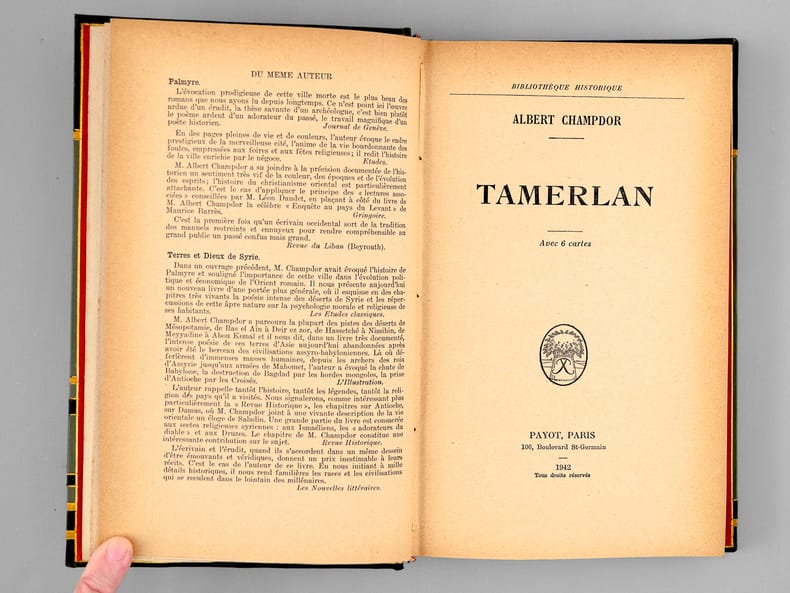 DU MEME AUTEUR
Palmyre.
L'évocation prodigieuse de cette ville morte est le plus beau des
romans que nous ayons lu depuis longtemps. Ce n'est point ici l'œuvre
ardue d'un érudit, la thèse savante d'un archéologue, c'est bien plutôt
le poème ardent d'un adorateur du passé, le travail magnifique d'un
poète historien.
Journal de Genève.
En des pages pleines de vie et de couleurs, l'auteur évoque le cadre
prestigieux de la merveilleuse cité, l'anime de la vie bourdonnante des
foules, empressées aux foires et aux fêtes religieuses ; il redit l'histoire
de la ville enrichie par le négoce.
Etudes.
M. Albert Champdor a su joindre à la précision documentée de l'his-
torien un sentiment très vif de la couleur, des époques et de l'évolution
des esprits ; l'histoire du christianisme oriental est particulièrement
attachante. C'est le cas d'appliquer le principe des « lectures asso-
ciées » conseillées par M. Léon Daudet, en plaçant à côté du livre de
M. Albert Champdor la célèbre « Enquête au pays du Levant » de
Maurice Barrès.
Gringoire.
C'est la première fois qu'un écrivain occidental sort de la tradition
des manuels restreints et ennuyeux pour rendre compréhensible au
grand public un passé confus mais grand.
Revue du Liban (Beyrouth).
Terres et Dieux de Syrie.
Dans un ouvrage précédent, M. Champdor avait évoqué l'histoire de
Palmyre et souligné l'importance de cette ville dans l'évolution poli-
tique et économique de l'Orient romain. Il nous présente aujourd'hui
un nouveau livre d'une portée plus générale, où il esquisse en des cha-
pitres très vivants la poésie intense des déserts de Syrie et les réper-
cussions de cette âpre nature sur la psychologie morale et religieuse de
ses habitants.
Les Etudes classiques.
M. Albert Champdor a parcouru la plupart des pistes des déserts de
Mésopotamie, de Ras el Aïn à Deir ez zor, de Hassetché à Nissibin, de
Meyyadine à Abou Kemal et il nous dit, dans un livre très documenté,
l'intense poésie de ces terres d'Asie aujourd'hui abandonnées après
avoir été le berceau des civilisations assyro-babyloniennes. Là où dé-
ferlèrent d'immenses masses humaines, depuis les archers des rois
d'Assyrie jusqu'aux armées de Mahomet, l'auteur a évoqué la chute de
Babylone, la destruction de Bagdad par les hordes mongoles, la prise
d'Antioche par les Croisés.
L'Illustration.
L'auteur rappelle tantôt l'histoire, tantôt les légendes, tantôt la reli-
gion des pays qu'il a visités. Nous signalerons, comme intéressant plus
particulièrement la « Revue Historique », les chapitres sur Antioche,
sur Damas, où M. Champdor joint à une vivante description de la vie
orientale un éloge de Saladin. Une grande partie du livre est consacrée
aux sectes religieuses syriennes : aux Ismaéliens, les « adorateurs du
diable » et aux Druzes. Le chapitre de M. Champdor constitue une
intéressante contribution sur le sujet.
Revue Historique.
L'écrivain et l'érudit, quand ils s'accordent dans un même dessein
d'être émouvants et véridiques, donnent un prix inestimable à leurs
récits. C'est le cas de l'auteur de ce livre. En nous initiant à mille
détails historiques, il nous rend familières les races et les civilisations
qui se reculent dans le lointain des millénaires.
Les Nouvelles littéraires.
BIBLIOTHÈQUE HISTORIQUE
ALBERT CHAMPDOR
TAMERLAN
Avec 6 cartes
PAYOT, PARIS
106, Boulevard St-Germain
1942
Tous droits réservés